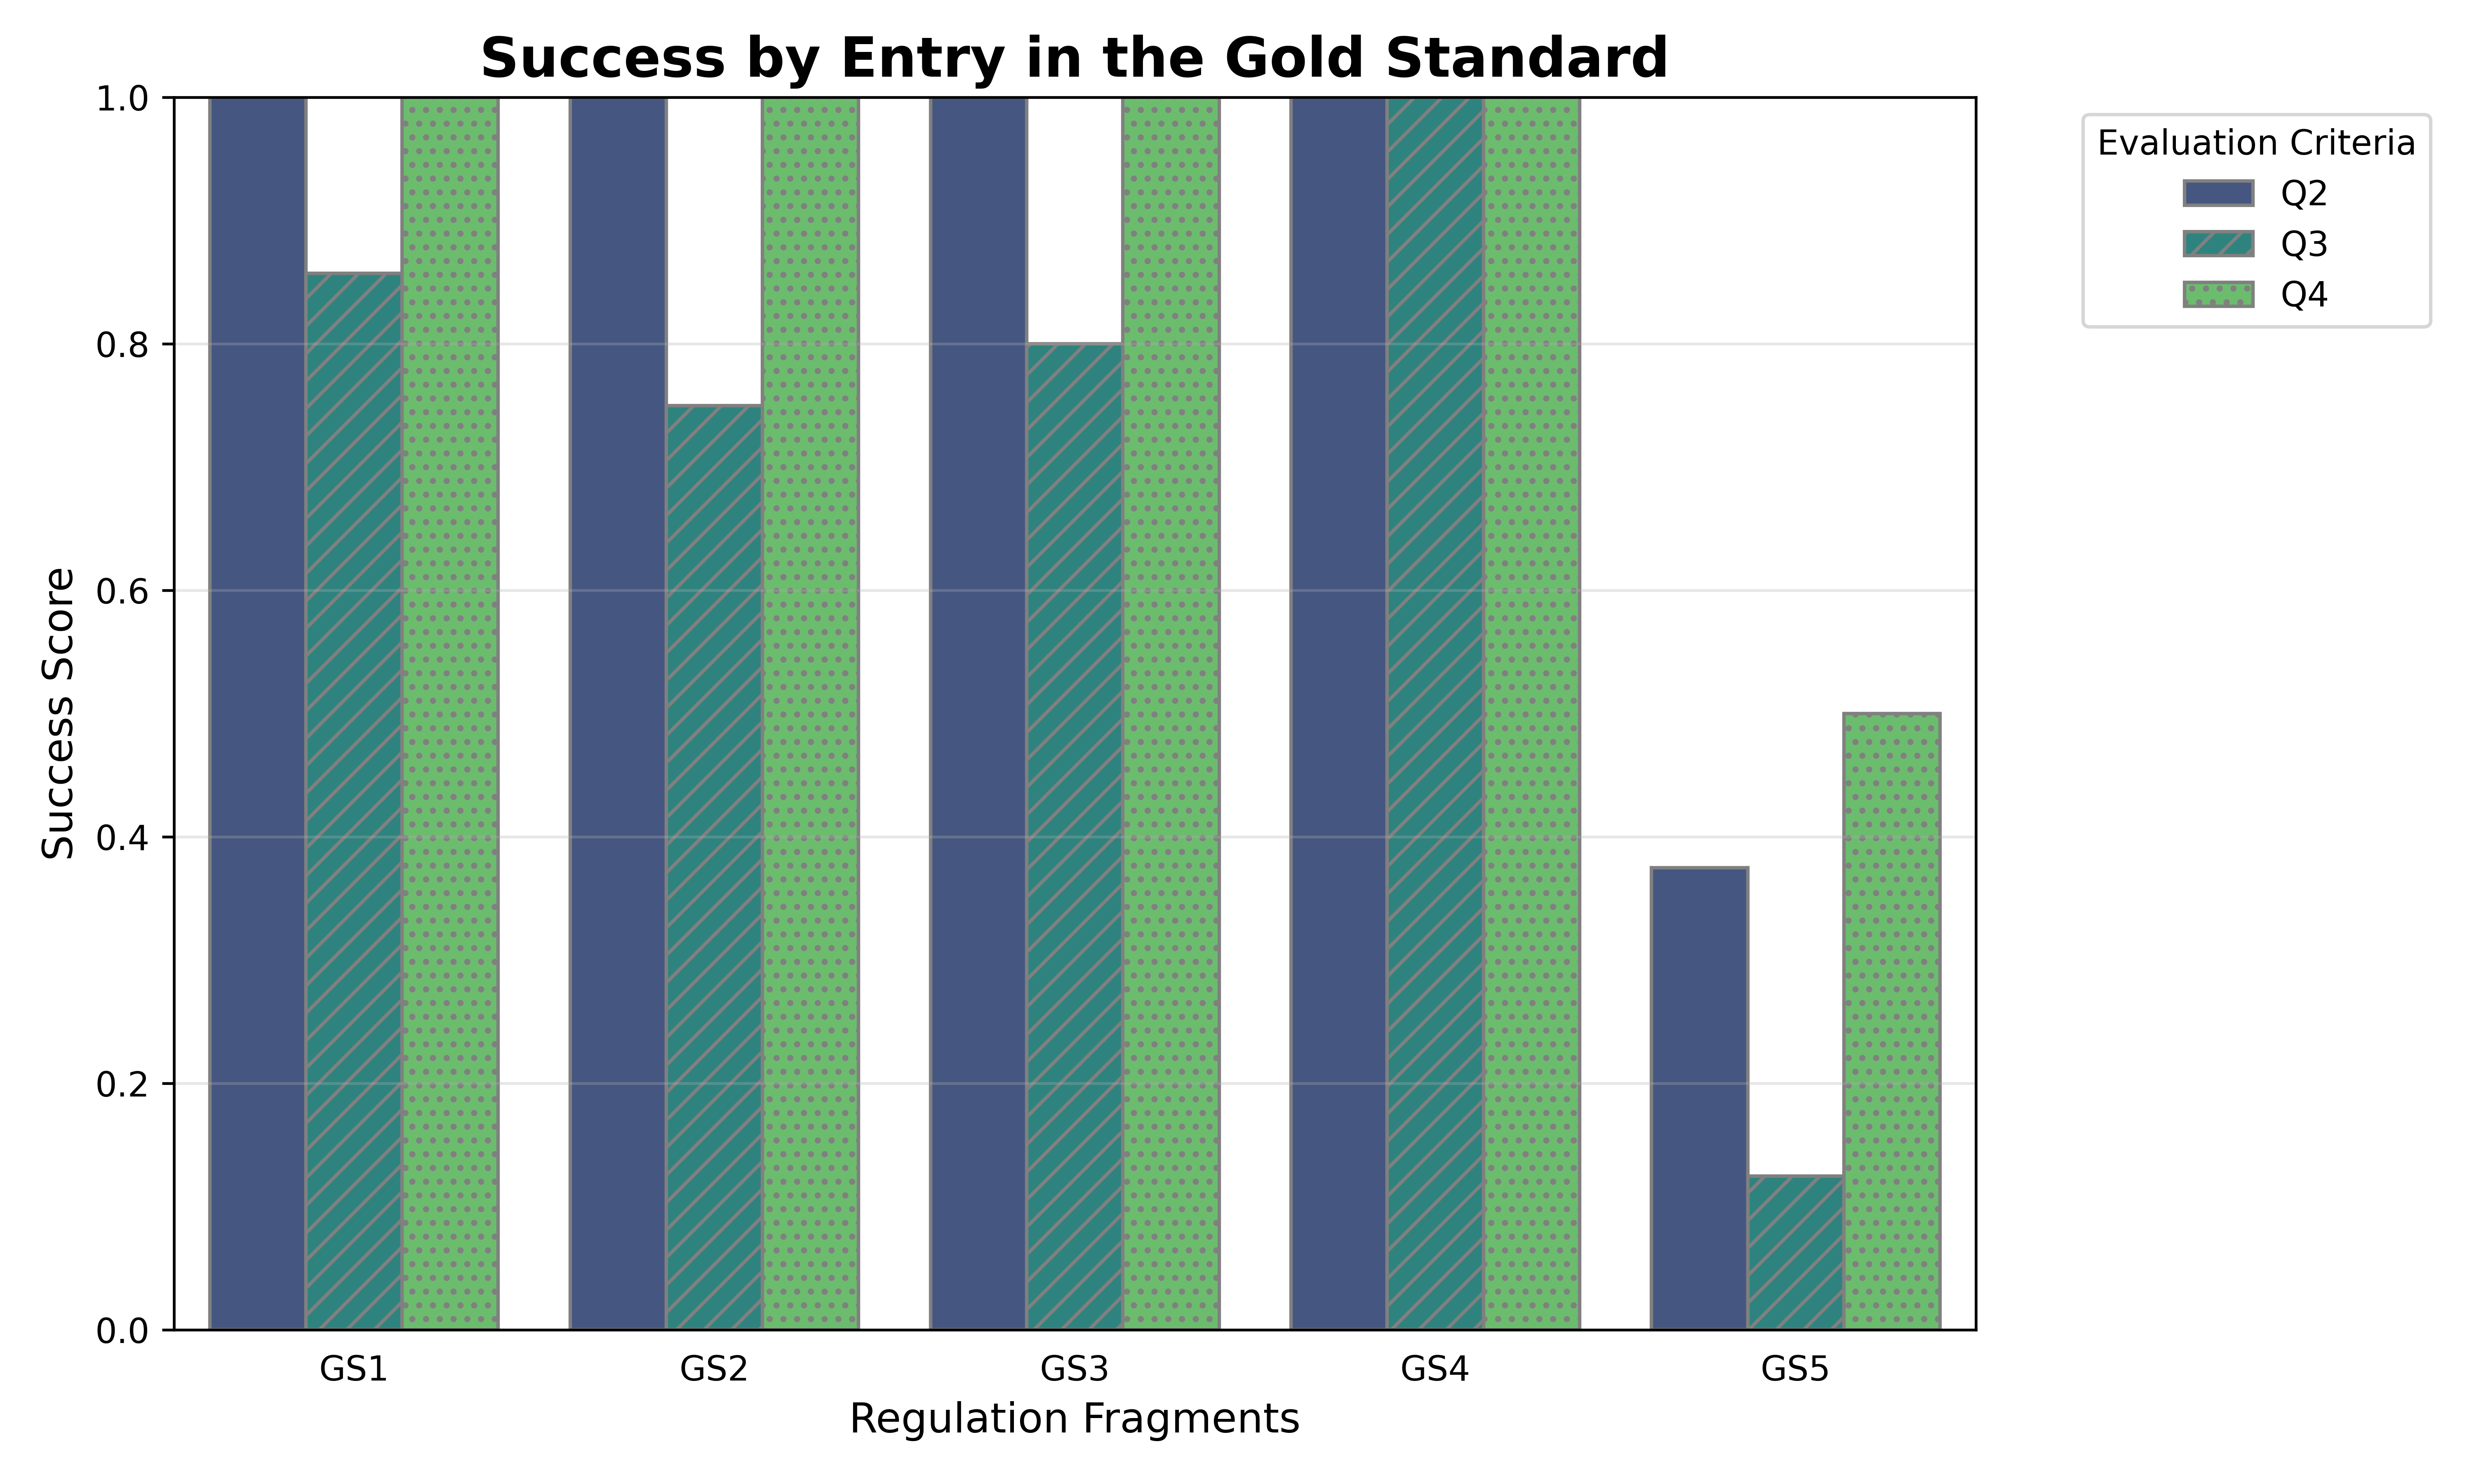 Success by Entry in the Gold Standard
1.0
0.8
0.6
0.4
0.2
0.0
Success Score
GS1
GS2
GS3
GS4
GS5
Regulation Fragments
Evaluation Criteria
Q2
Q3
Q4